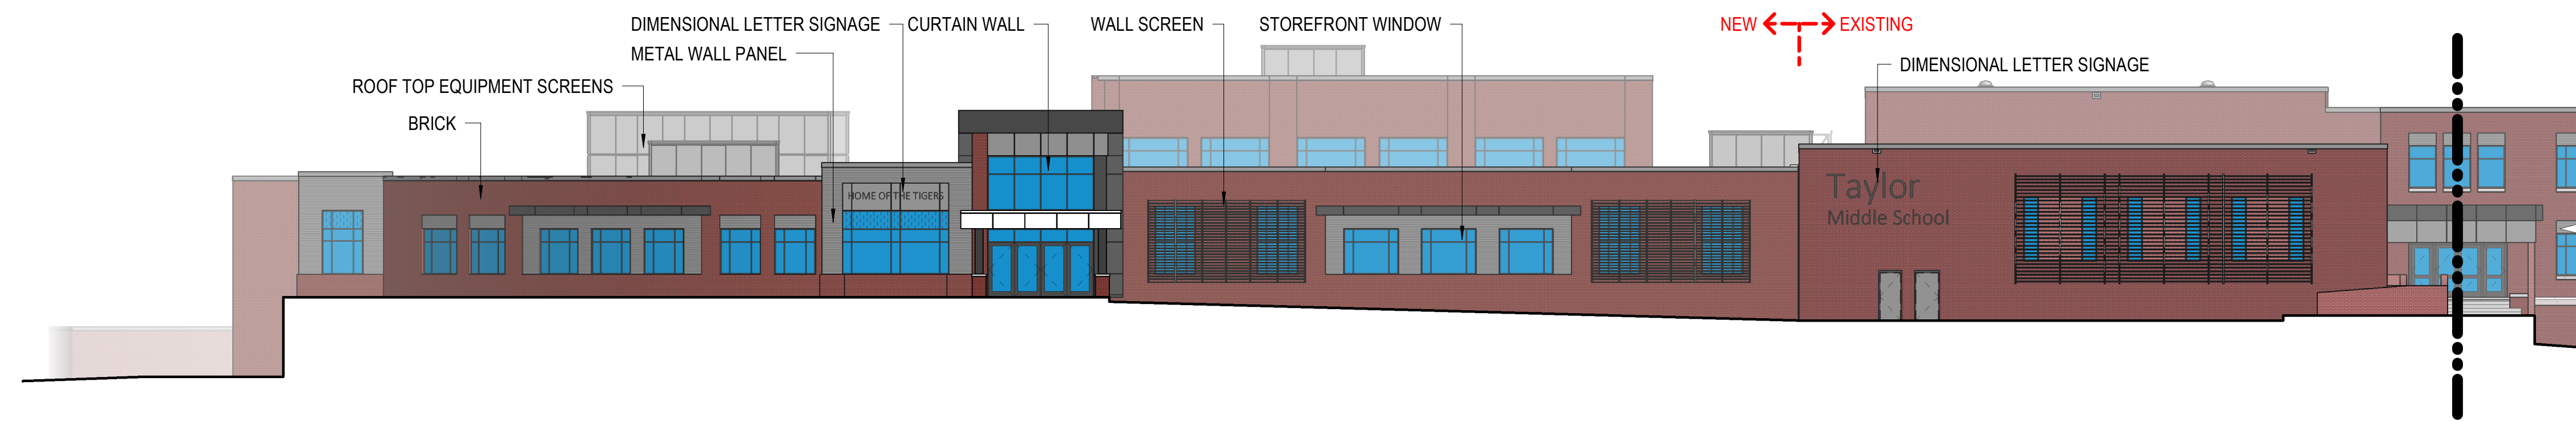 DIMENSIONAL LETTER SIGNAGE
CURTAIN WALL
WALL SCREEN
STOREFRONT WINDOW
NEW
EXISTING
METAL WALL PANEL
DIMENSIONAL LETTER SIGNAGE
ROOF TOP EQUIPMENT SCREENS
BRICK
HOME OF THE TIGERS
Taylor
Middle School